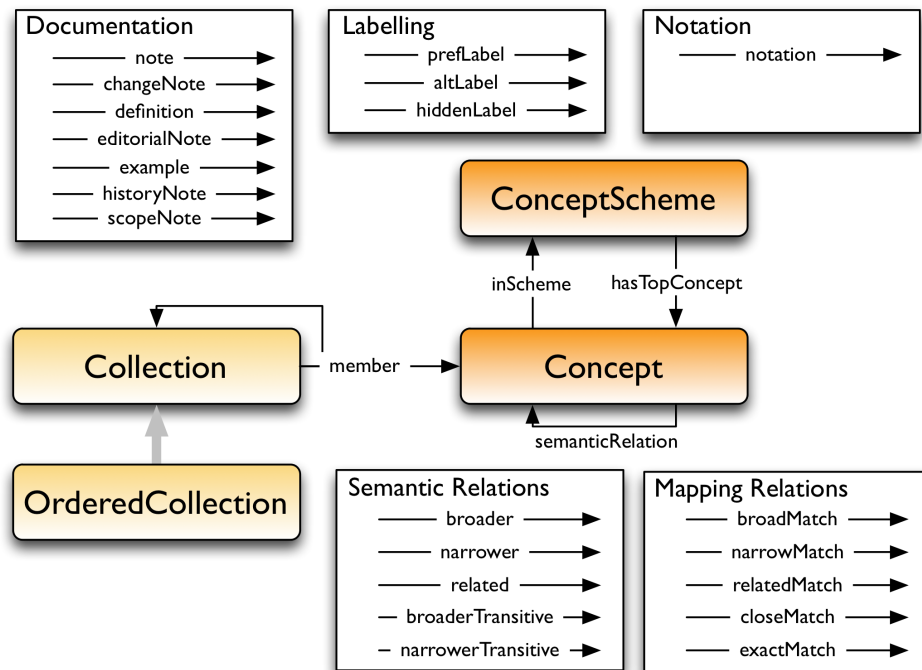 Documentation
note
changeNote
definition
editorialNote
example
historyNote
scopeNote
Labelling
prefLabel
altLabel
hiddenLabel
Notation
notation
ConceptScheme
inScheme
hasTopConcept
Collection
member
Concept
semanticRelation
OrderedCollection
Semantic Relations
broader
narrower
related
broaderTransitive
narrowerTransitive
Mapping Relations
broadMatch
narrowMatch
relatedMatch
closeMatch
exactMatch